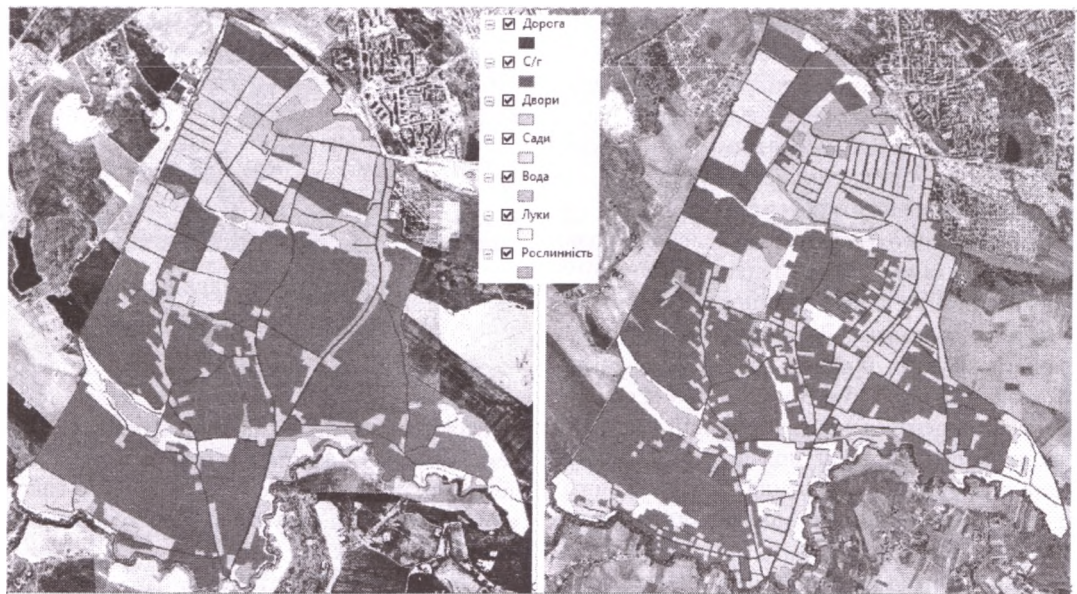 Дорога
С/г
Двори
Сади
Вода
Луки
Рослинність